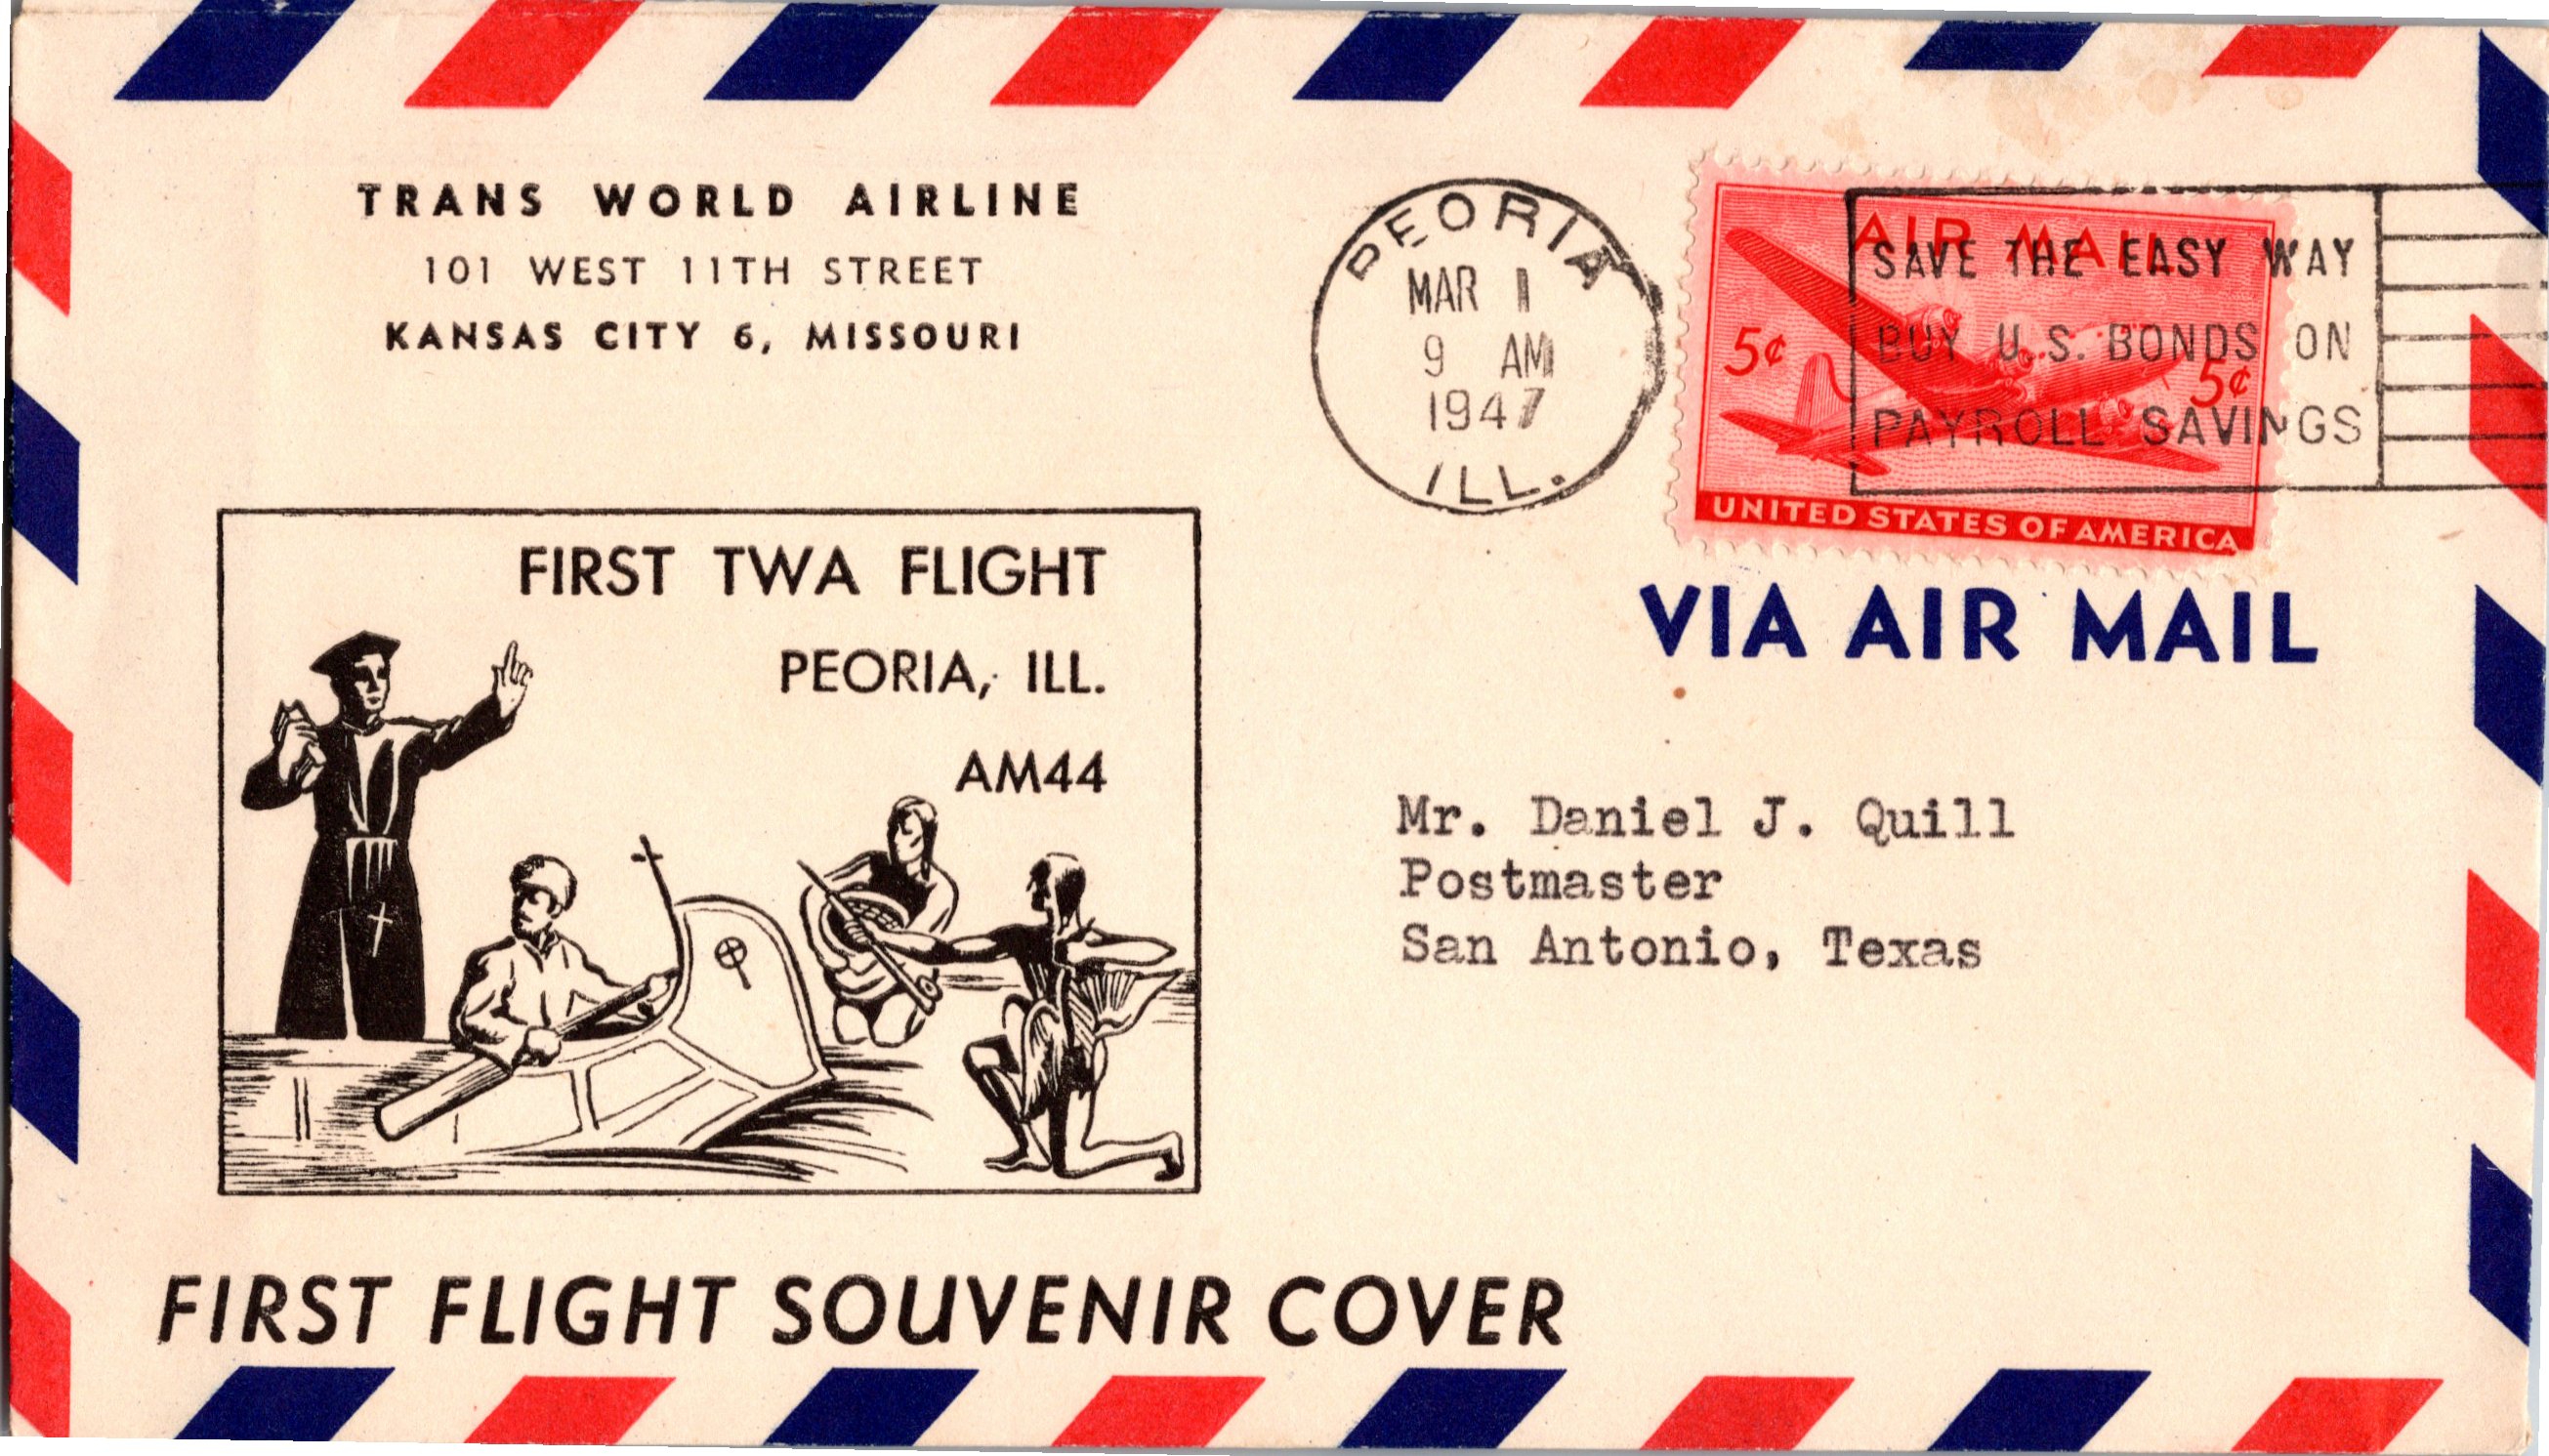 TRANS WORLD AIRLINE
101 WEST 11TH STREET
KANSAS CITY 6, MISSOURI
PEORIA
MAR 1
9 AM
1947
ILL.
AIR MAIL
5¢
5¢
UNITED STATES OF AMERICA
SAVE THE EASY WAY
BUY U.S. BONDS ON
PAYROLL SAVINGS
VIA AIR MAIL
FIRST TWA FLIGHT
PEORIA, ILL.
AM44
Mr. Daniel J. Quill
Postmaster
San Antonio, Texas
FIRST FLIGHT SOUVENIR COVER